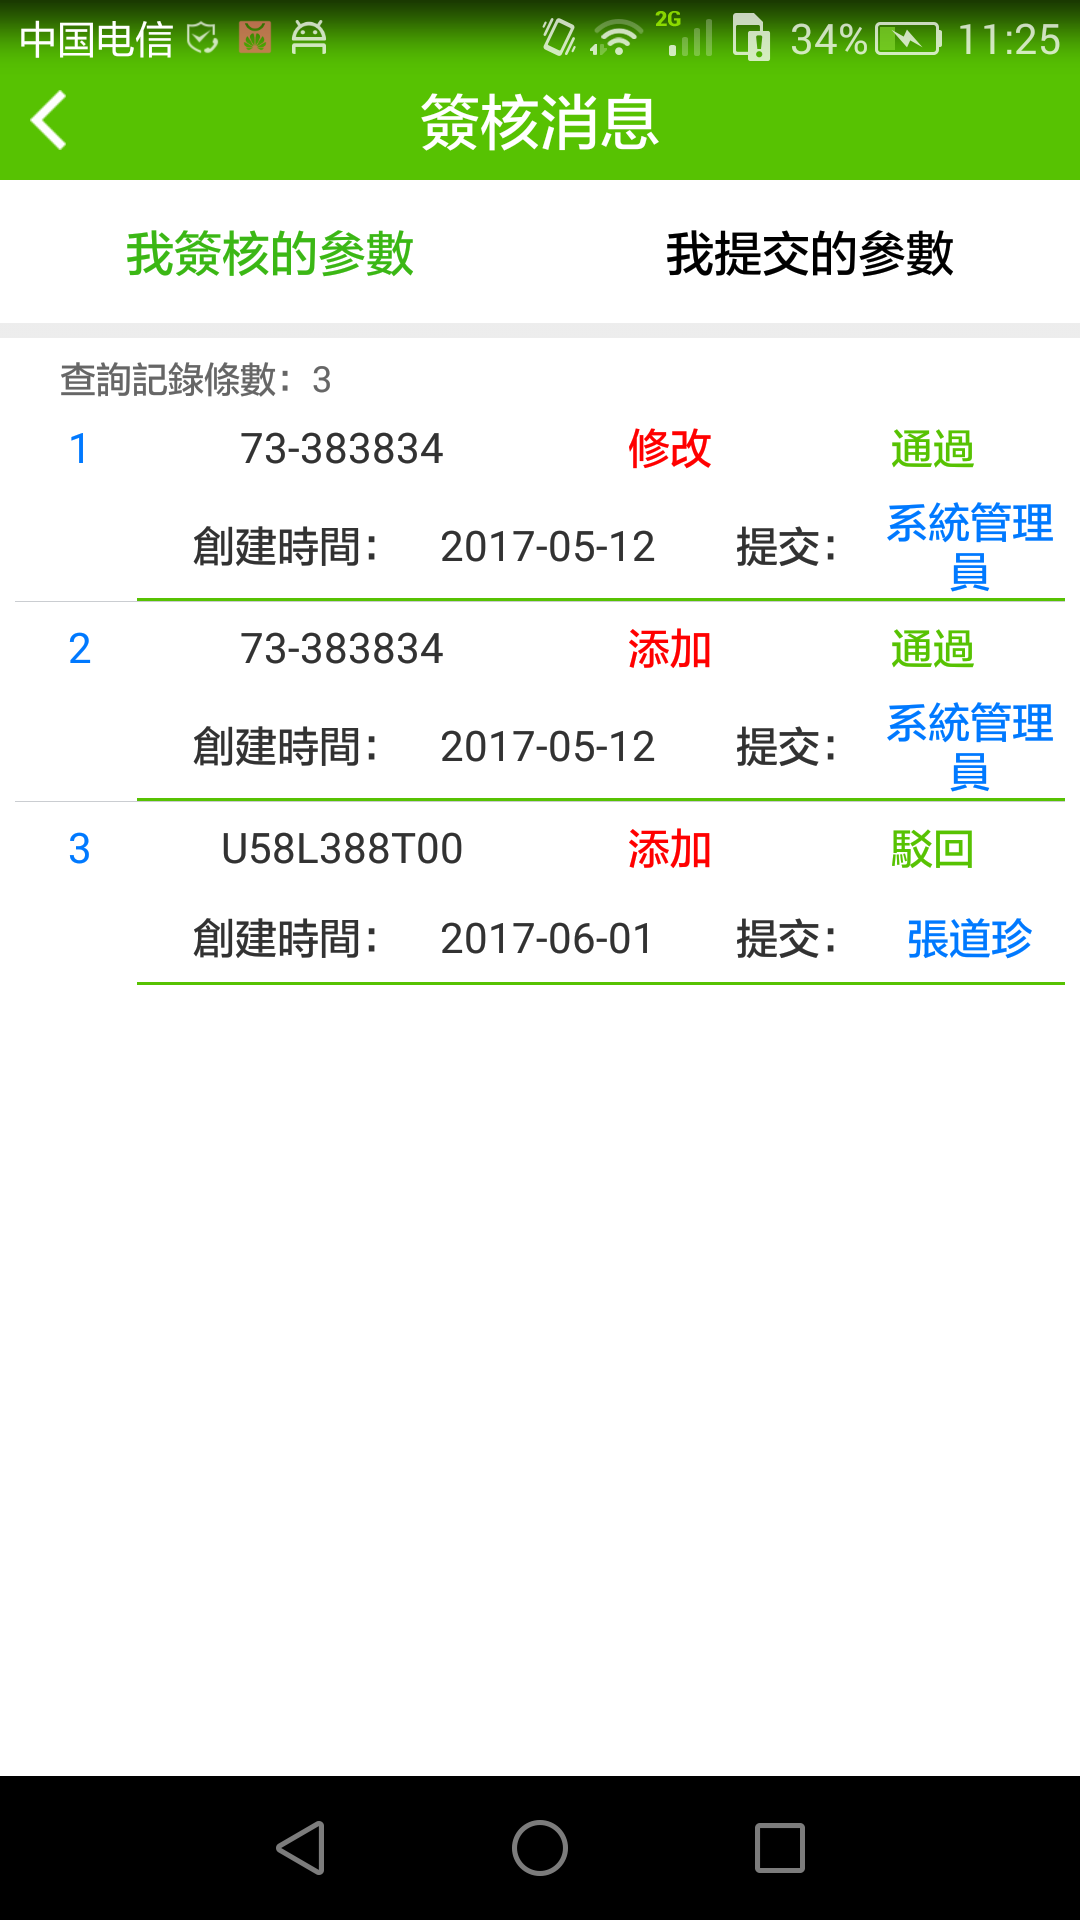 中国电信 2G 34% 11:25
簽核消息
我簽核的參數 我提交的參數
查詢記錄條數：3
1 73-383834 修改 通過
創建時間： 2017-05-12 提交： 系統管理
員
2 73-383834 添加 通過
創建時間： 2017-05-12 提交： 系統管理
員
3 U58L388T00 添加 駁回
創建時間： 2017-06-01 提交： 張道珍